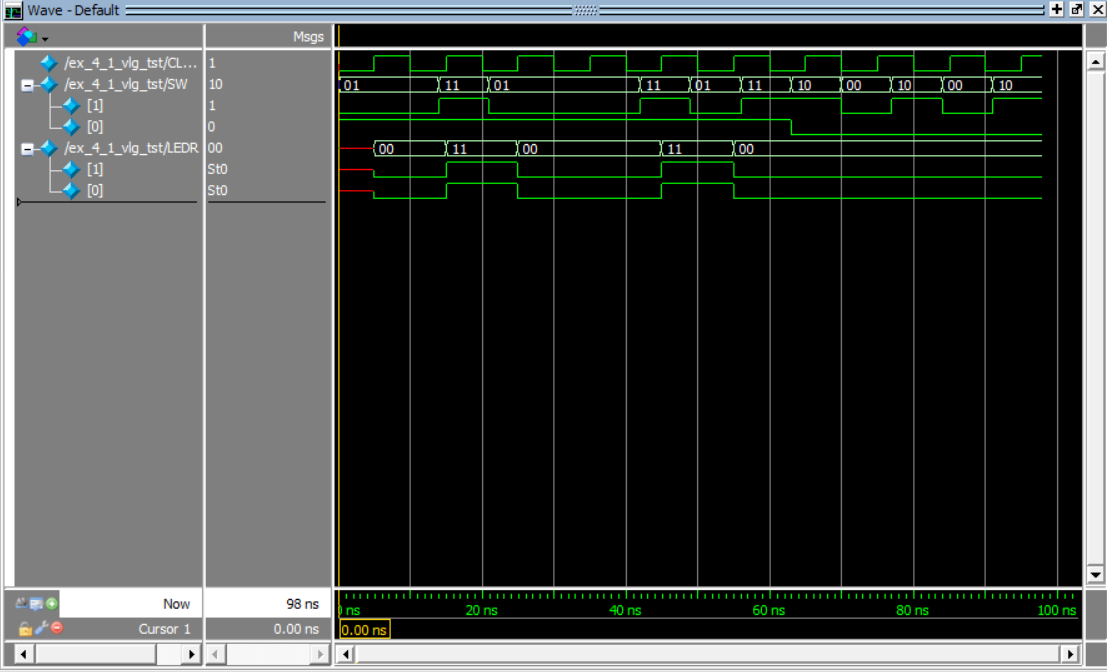 Wave - Default
Msgs
/ex_4_1_vlg_tst/CL... 1
/ex_4_1_vlg_tst/SW 10 01 11 01 11 01 11 10 00 10 00 10
[1] 1
[0] 0
/ex_4_1_vlg_tst/LEDR 00 00 11 00 11 00
[1] St0
[0] St0
Now 98 ns 0 ns 20 ns 40 ns 60 ns 80 ns 100 ns
Cursor 1 0.00 ns 0.00 ns